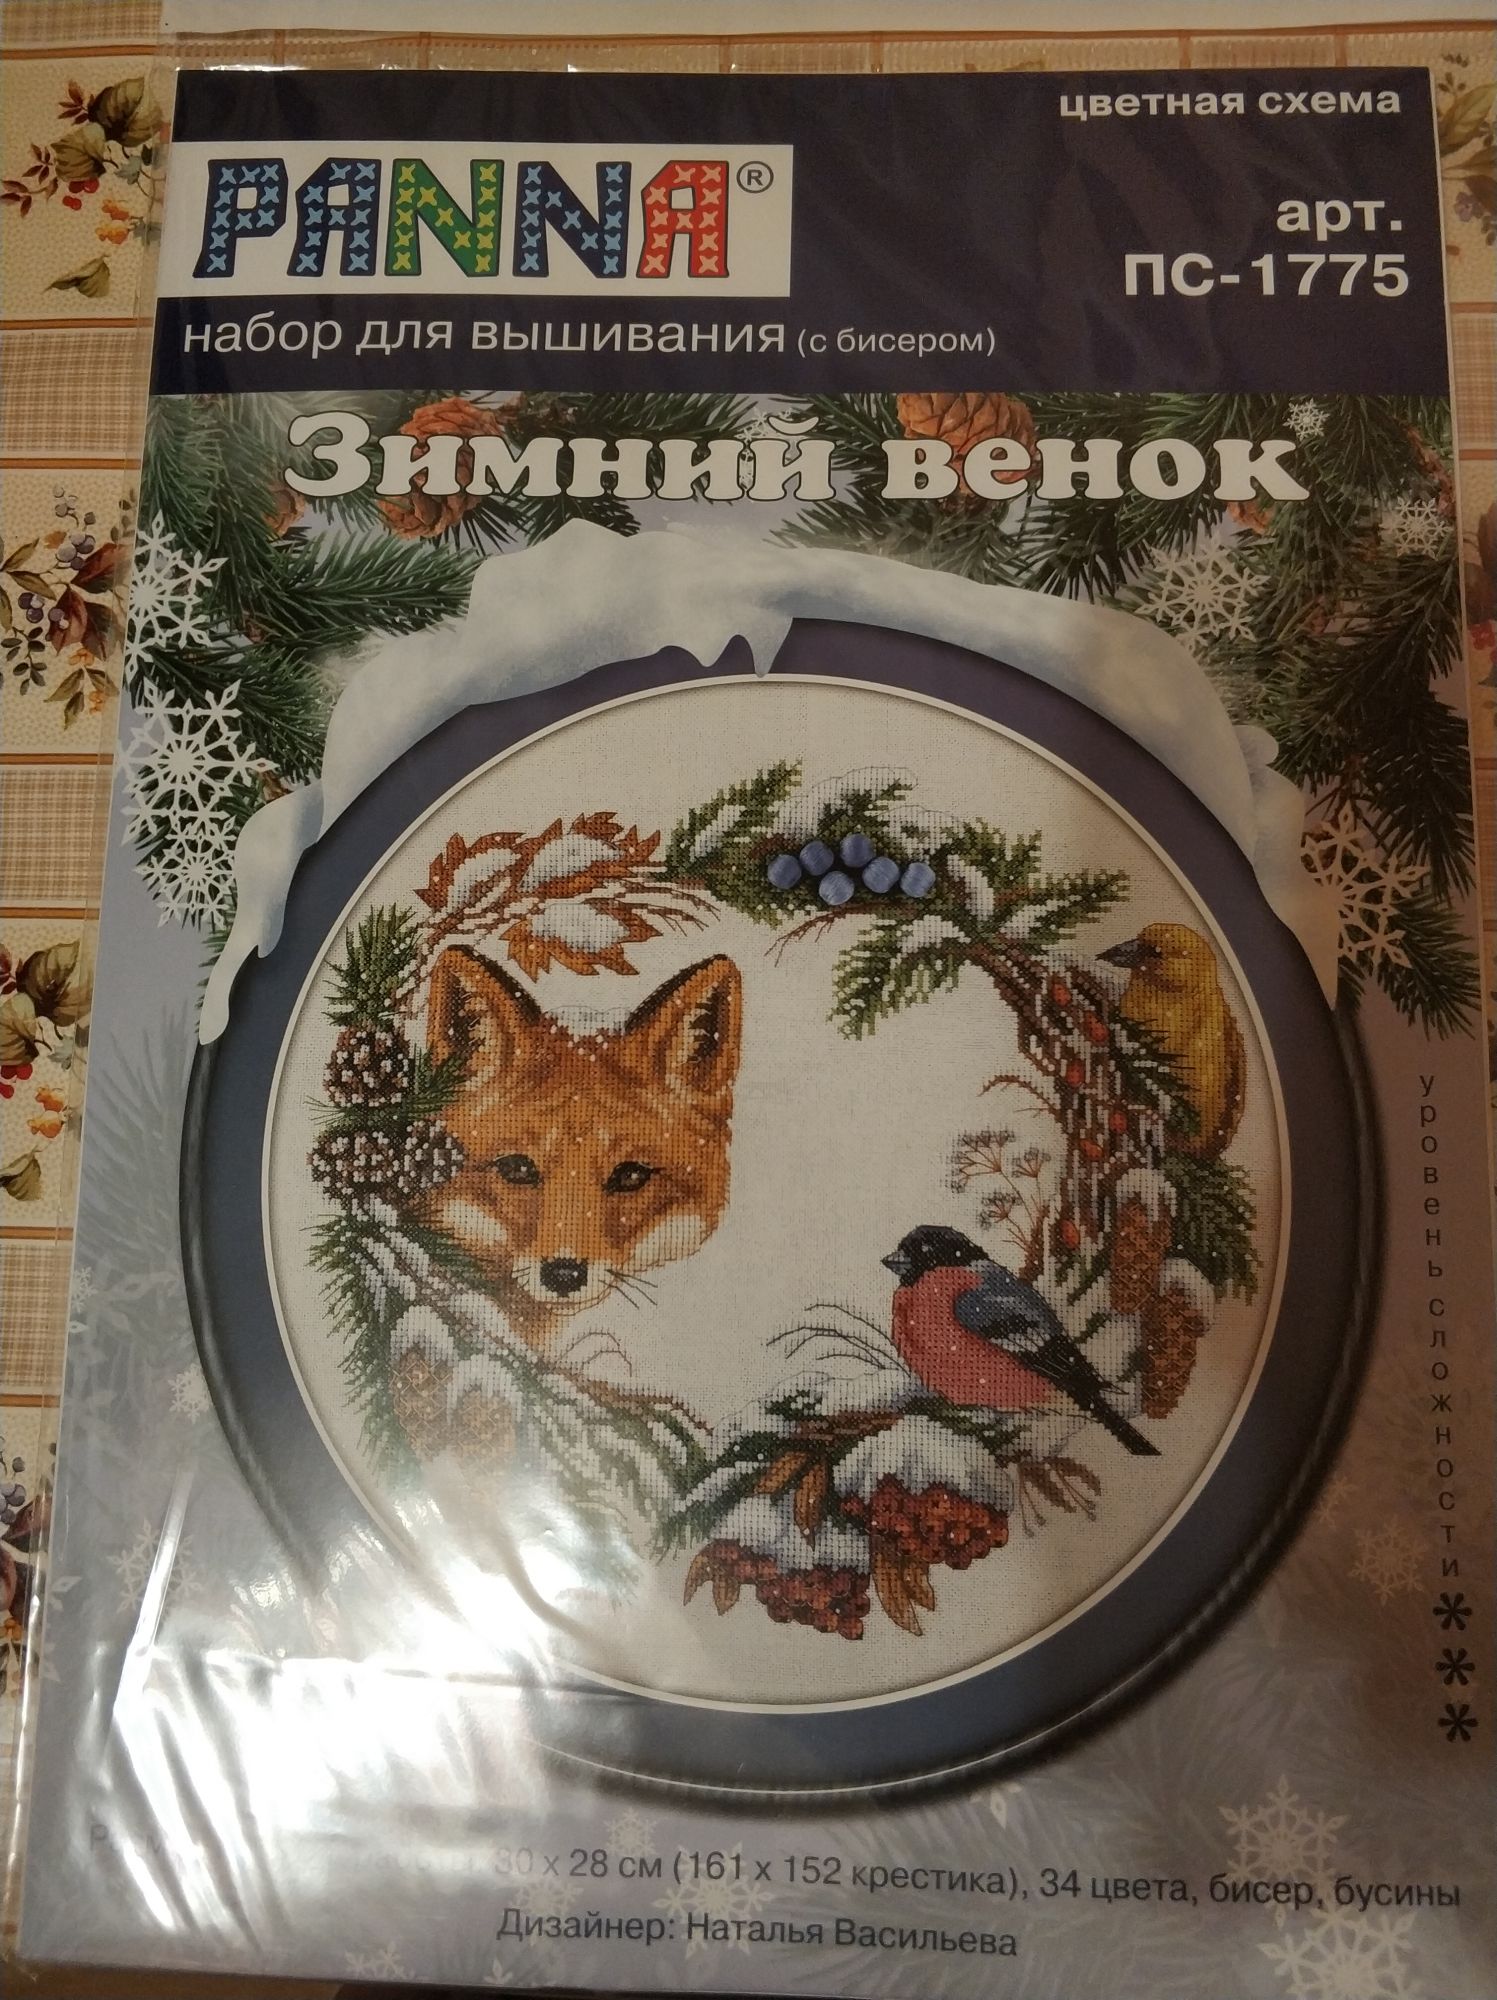 цветная схема
PANNA®
арт.
ПС-1775
набор для вышивания (с бисером)
Зимний венок
уровень сложности ***
30 х 28 см (161 х 152 крестика), 34 цвета, бисер, бусины
Дизайнер: Наталья Васильева